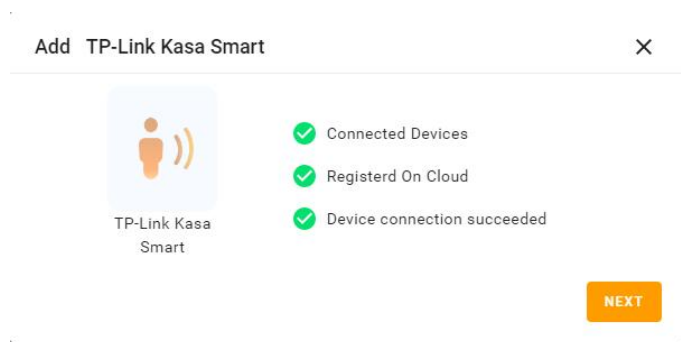 Add TP-Link Kasa Smart
Connected Devices
Registerd On Cloud
Device connection succeeded
TP-Link Kasa
Smart
NEXT